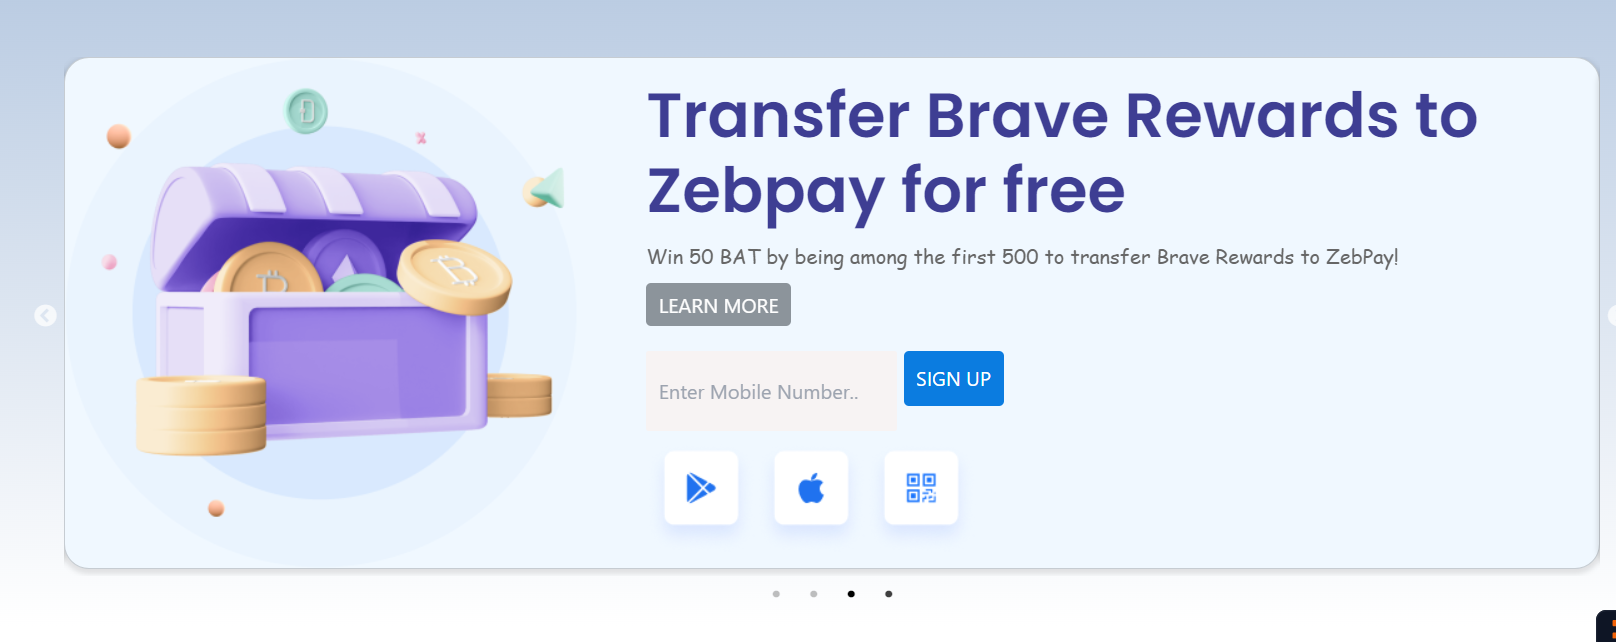 Transfer Brave Rewards to
Zebpay for free
Win 50 BAT by being among the first 500 to transfer Brave Rewards to ZebPay!
LEARN MORE
Enter Mobile Number..
SIGN UP